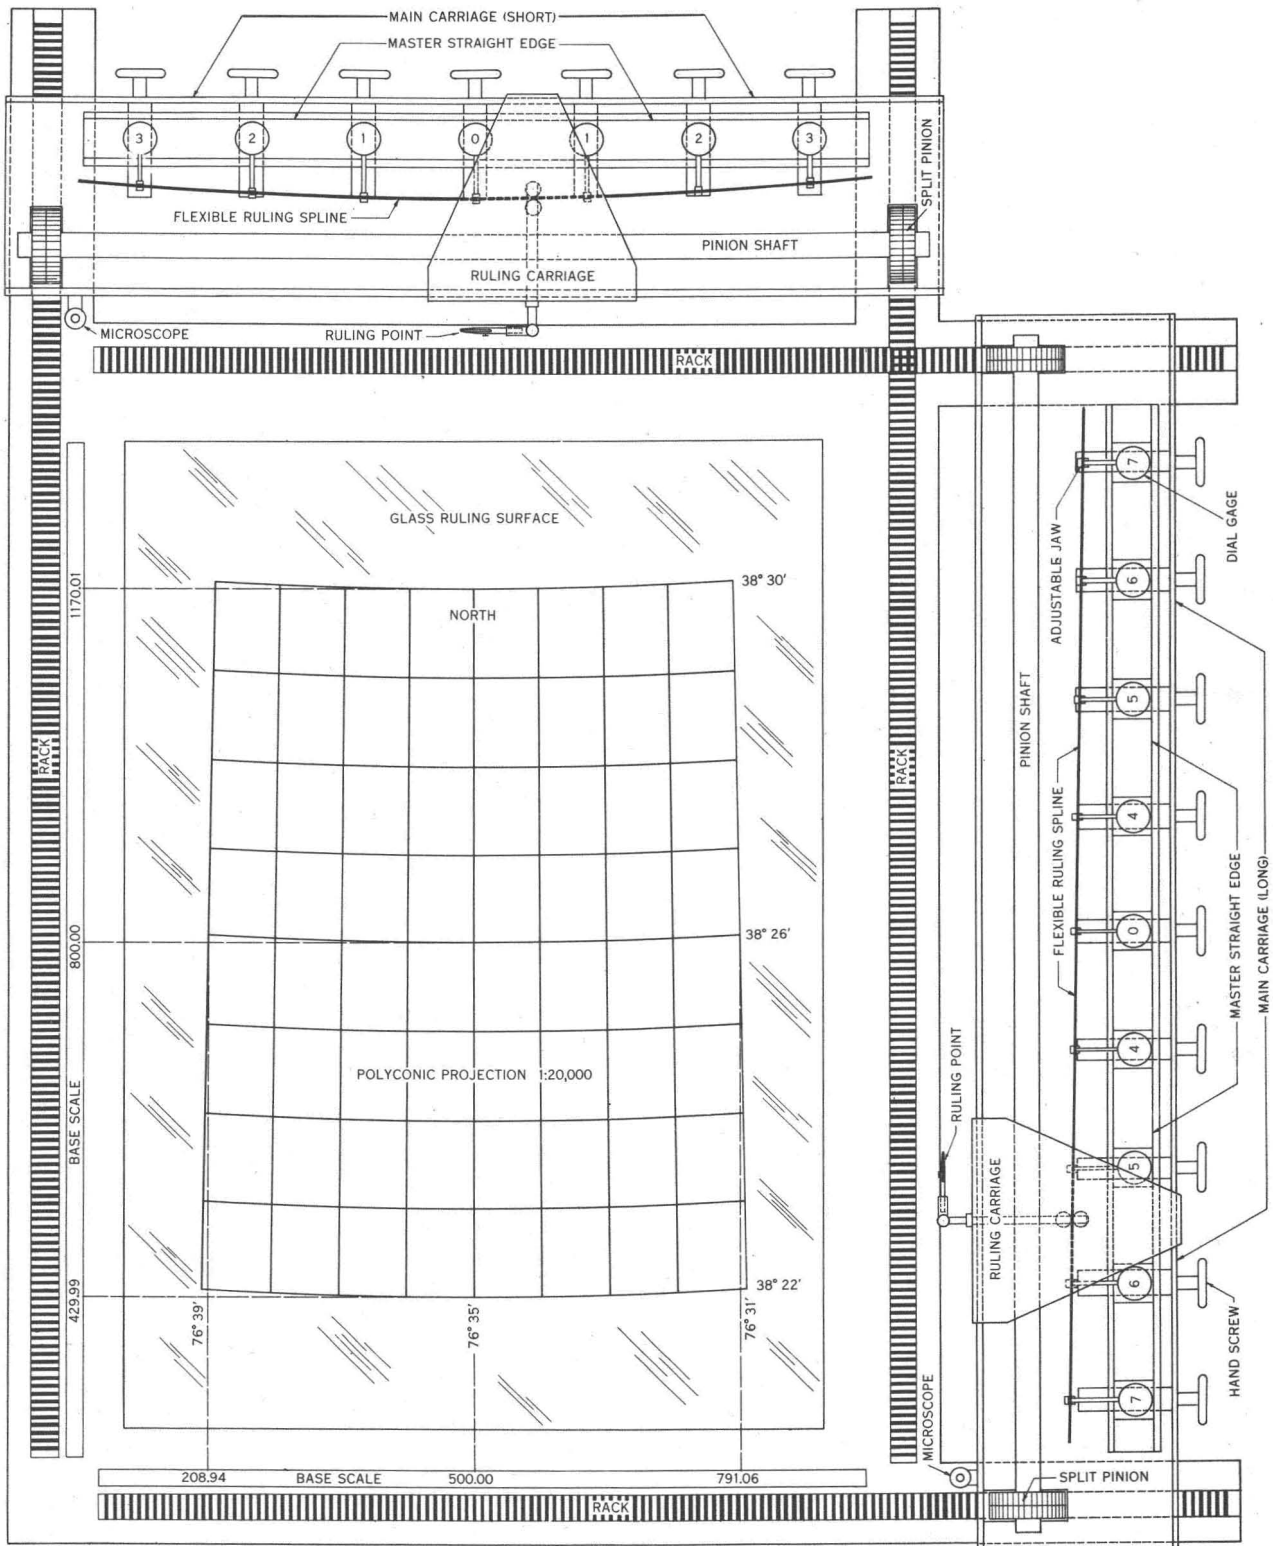 MAIN CARRIAGE (SHORT)
MASTER STRAIGHT EDGE
3
2
1
0
1
2
3
SPLIT PINION
FLEXIBLE RULING SPLINE
PINION SHAFT
RULING CARRIAGE
MICROSCOPE
RULING POINT
RACK
GLASS RULING SURFACE
1170.01
38° 30'
NORTH
RACK
RACK
800.00
38° 26'
POLYCONIC PROJECTION 1:20,000
BASE SCALE
429.99
38° 22'
76° 39'
76° 35'
76° 31'
208.94
BASE SCALE
500.00
791.06
RACK
7
6
5
4
0
4
5
6
7
DIAL GAGE
ADJUSTABLE JAW
PINION SHAFT
FLEXIBLE RULING SPLINE
MASTER STRAIGHT EDGE
MAIN CARRIAGE (LONG)
RULING POINT
RULING CARRIAGE
HAND SCREW
MICROSCOPE
SPLIT PINION